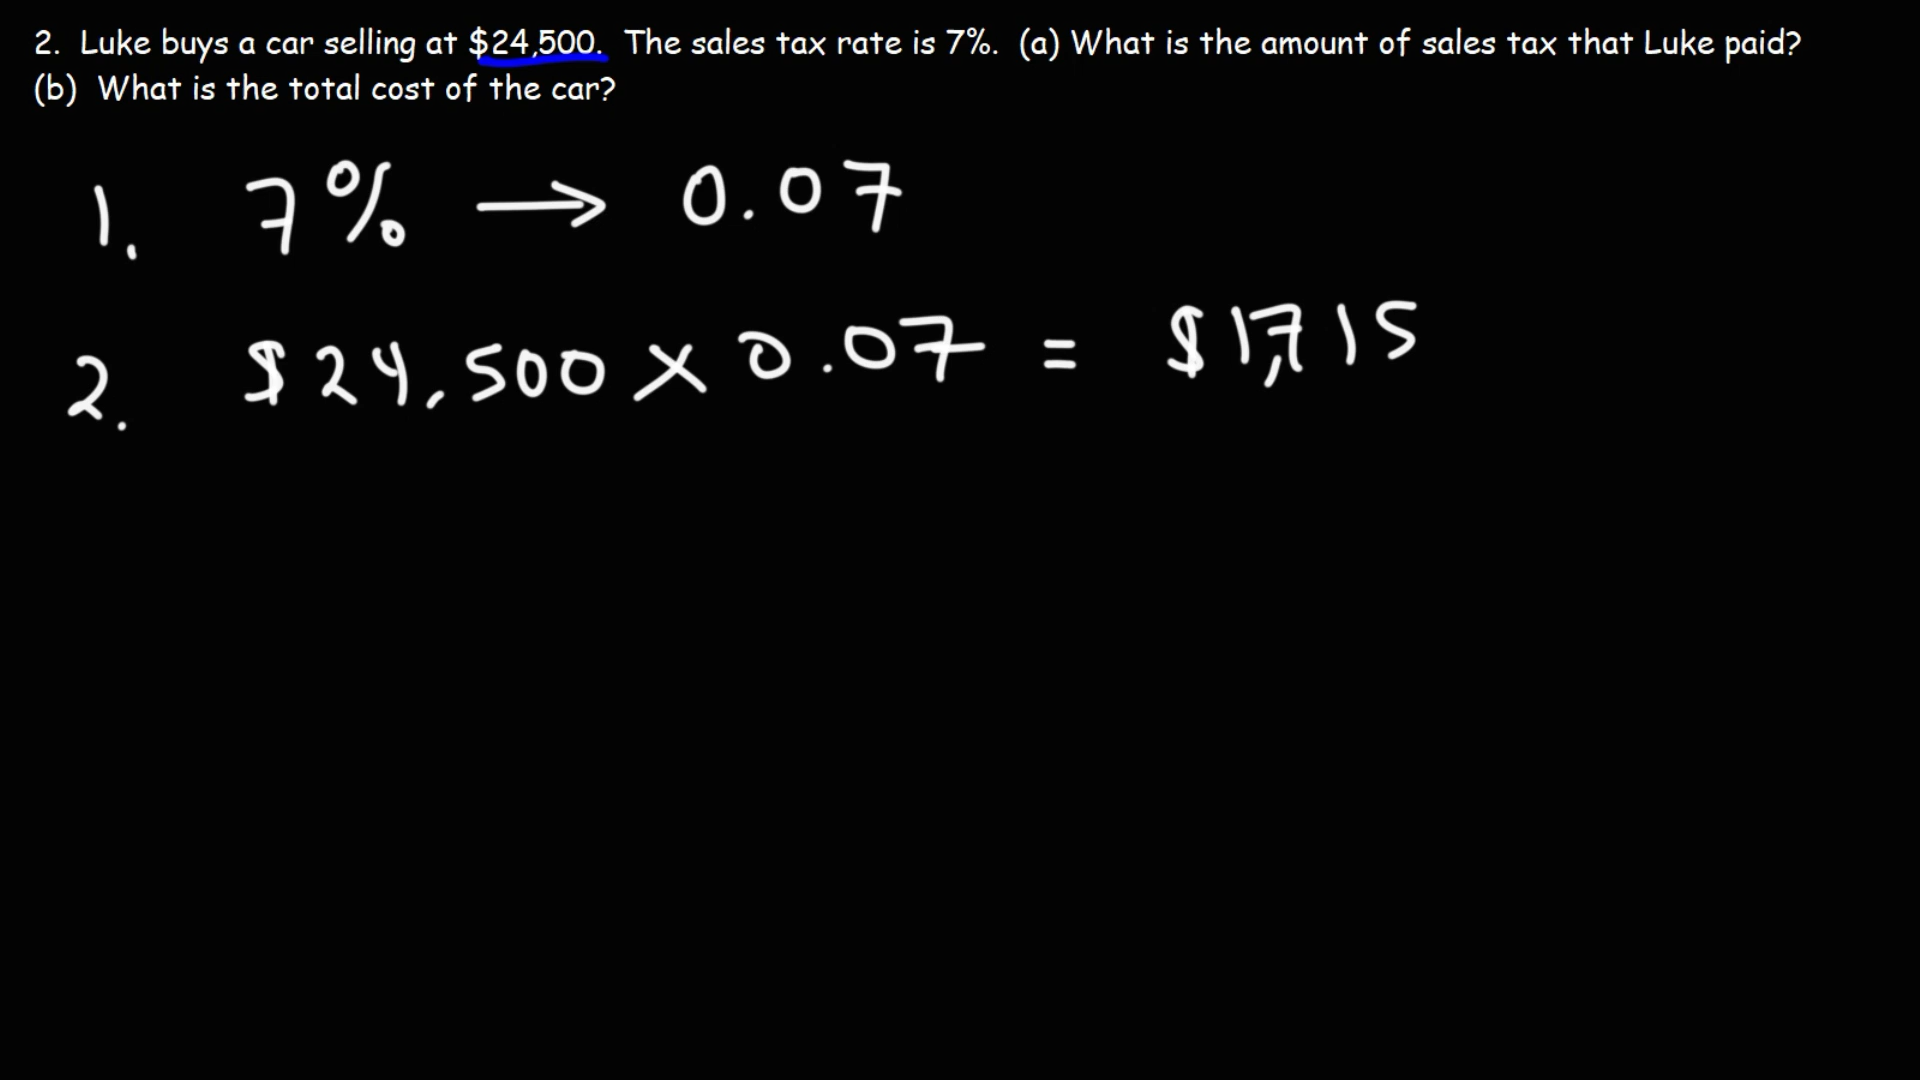 2. Luke buys a car selling at $24,500. The sales tax rate is 7%. (a) What is the amount of sales tax that Luke paid?
(b) What is the total cost of the car?
1. 7% → 0.07
2. $24,500 × 0.07 = $1,715